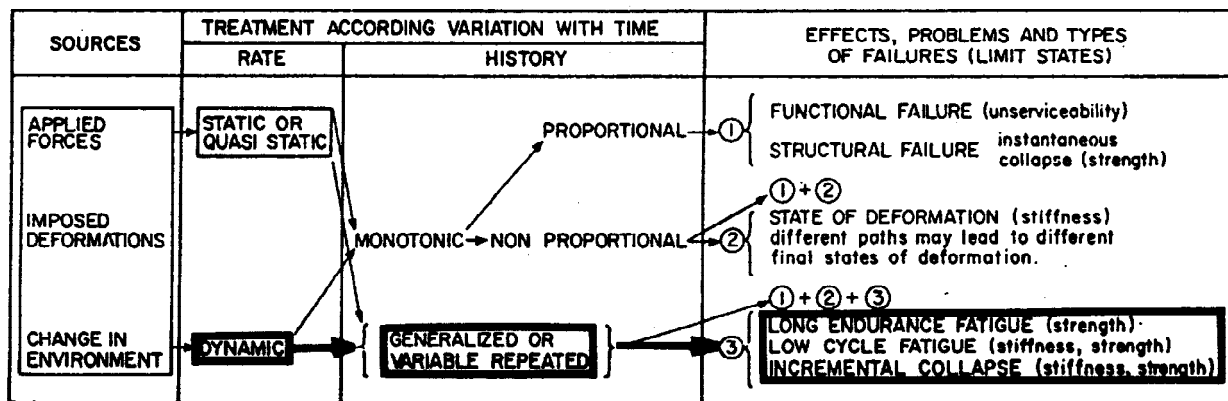 SOURCES
TREATMENT ACCORDING VARIATION WITH TIME
RATE
HISTORY
EFFECTS, PROBLEMS AND TYPES
OF FAILURES (LIMIT STATES)
APPLIED
FORCES
STATIC OR
QUASI STATIC
PROPORTIONAL
①
FUNCTIONAL FAILURE (unserviceability)
STRUCTURAL FAILURE instantaneous
collapse (strength)
IMPOSED
DEFORMATIONS
MONOTONIC
NON PROPORTIONAL
①+②
②
STATE OF DEFORMATION (stiffness)
different paths may lead to different
final states of deformation.
CHANGE IN
ENVIRONMENT
DYNAMIC
GENERALIZED OR
VARIABLE REPEATED
①+②+③
③
LONG ENDURANCE FATIGUE (strength)
LOW CYCLE FATIGUE (stiffness, strength)
INCREMENTAL COLLAPSE (stiffness, strength)